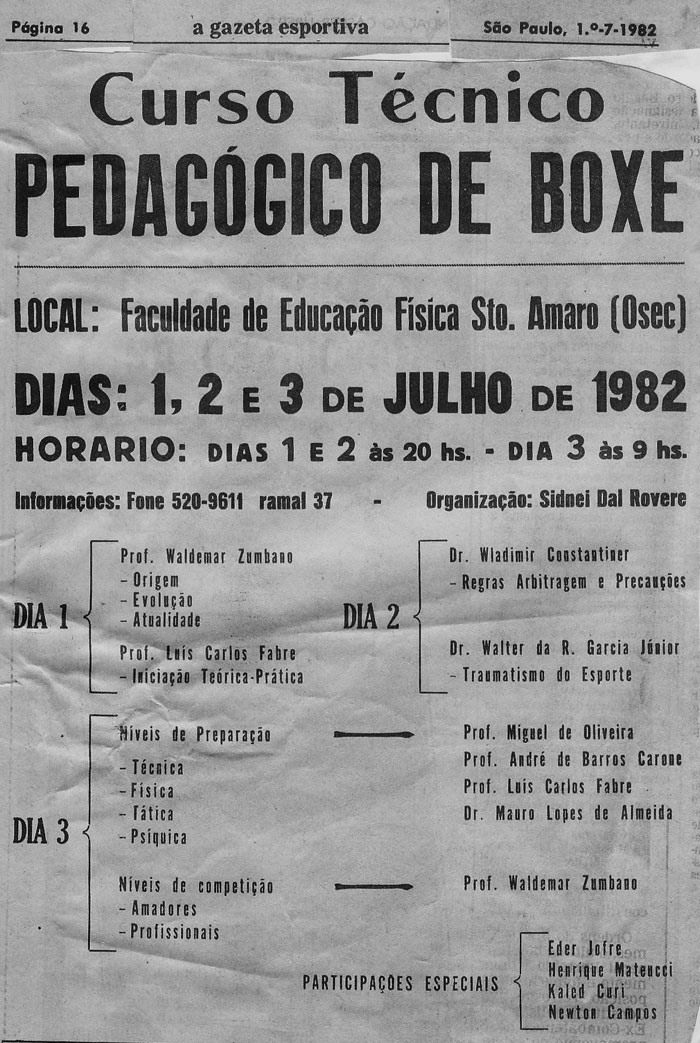 Página 16 a gazeta esportiva São Paulo, 1.º-7-1982
Curso Técnico
PEDAGÓGICO DE BOXE
LOCAL: Faculdade de Educação Física Sto. Amaro (Osec)
DIAS: 1, 2 E 3 DE JULHO DE 1982
HORARIO: DIAS 1 E 2 às 20 hs. - DIA 3 às 9 hs.
Informações: Fone 520-9611 ramal 37 - Organização: Sidnei Dal Rovere
DIA 1
Prof. Waldemar Zumbano
- Origem
- Evolução
- Atualidade
Prof. Luís Carlos Fabre
- Iniciação Teórica-Prática
DIA 2
Dr. Wladimir Constantiner
- Regras Arbitragem e Precauções
Dr. Walter da R. Garcia Júnior
- Traumatismo do Esporte
DIA 3
Níveis de Preparação
- Técnica
- Física
- Tática
- Psíquica
Prof. Miguel de Oliveira
Prof. André de Barros Carone
Prof. Luís Carlos Fabre
Dr. Mauro Lopes de Almeida
Níveis de competição
- Amadores
- Profissionais
Prof. Waldemar Zumbano
PARTICIPAÇÕES ESPECIAIS
Eder Jofre
Henrique Mateucci
Kaled Curi
Newton Campos